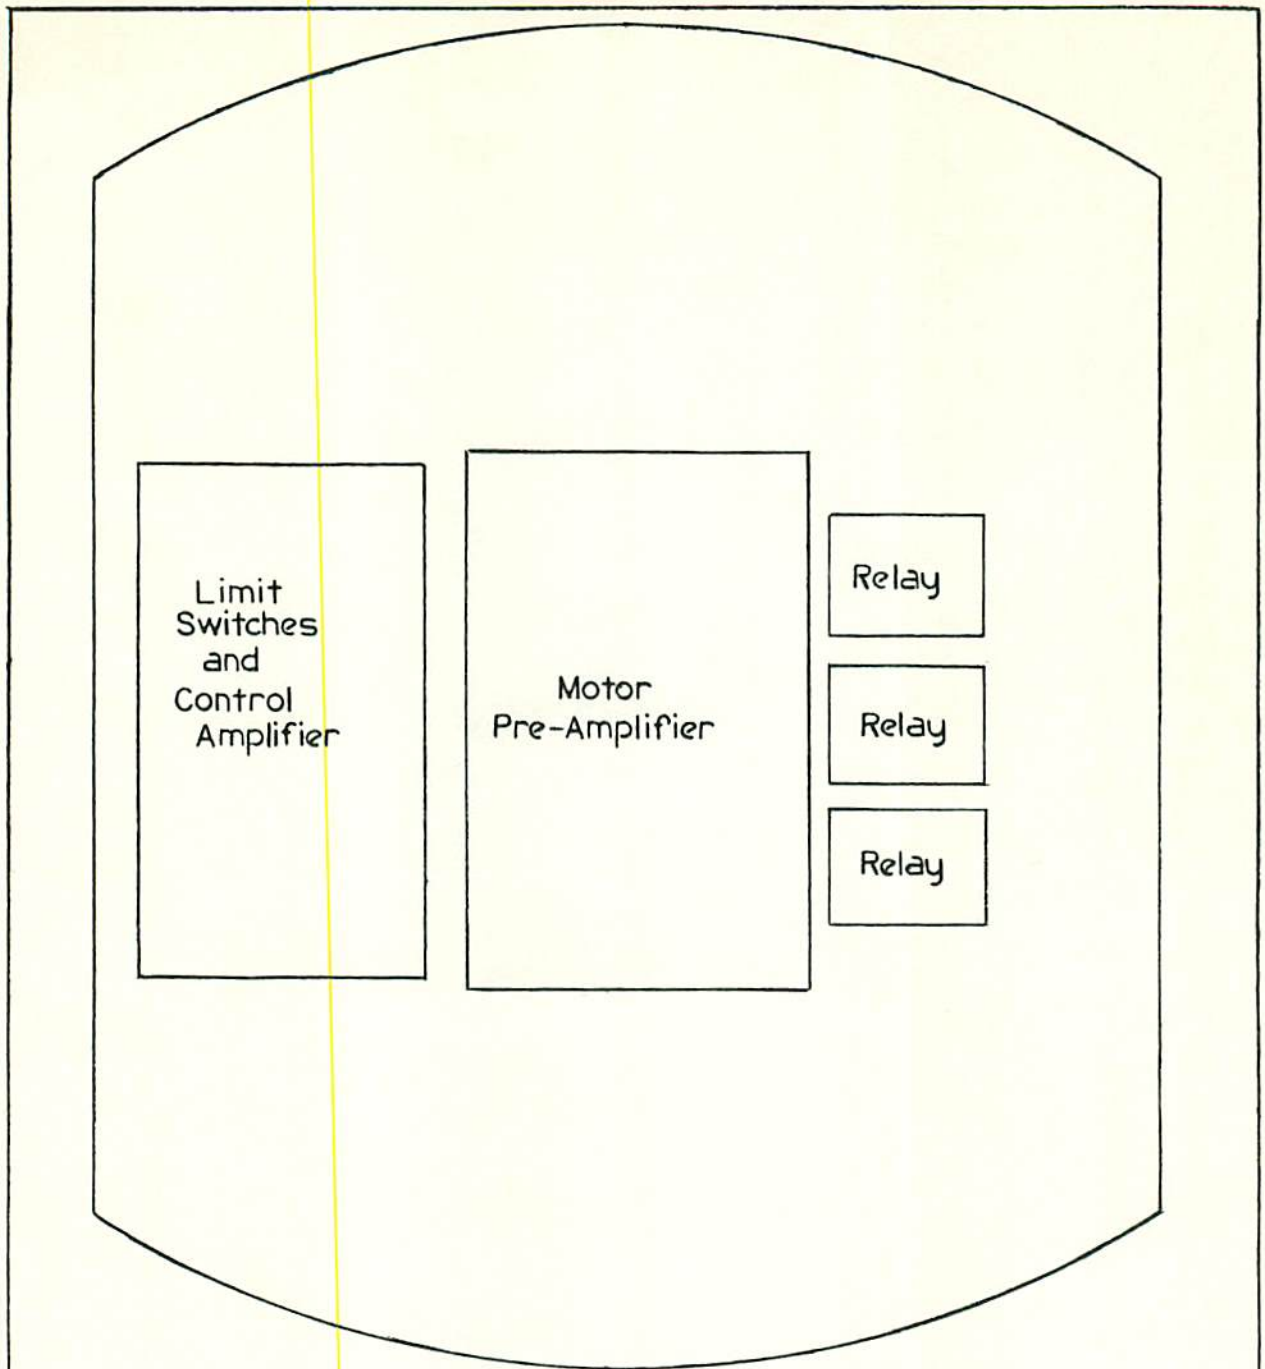 Limit
Switches
and
Control
Amplifier
Motor
Pre-Amplifier
Relay
Relay
Relay